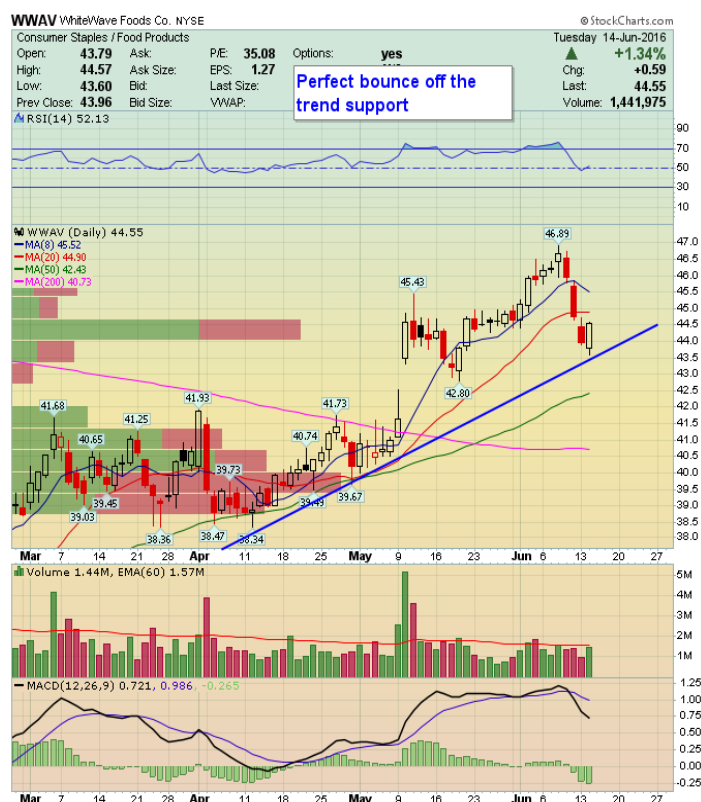 WWAV WhiteWave Foods Co. NYSE © StockCharts.com
Consumer Staples / Food Products Tuesday 14-Jun-2016
Open: 43.79 Ask: P/E: 35.08 Options: yes +1.34%
High: 44.57 Ask Size: EPS: 1.27 Chg: +0.59
Low: 43.60 Bid: Last Size: Last: 44.55
Prev Close: 43.96 Bid Size: VWAP: Volume: 1,441,975
Perfect bounce off the
trend support
RSI(14) 52.13
90
70
50
30
10
WWAV (Daily) 44.55
MA(8) 45.52
MA(20) 44.90
MA(50) 42.43
MA(200) 40.73
46.89
45.43
42.80
41.68
41.93
41.73
41.25
40.65
40.74
39.73
39.03
39.45
39.49
39.67
38.36
38.47
38.34
47.0
46.5
46.0
45.5
45.0
44.5
44.0
43.5
43.0
42.5
42.0
41.5
41.0
40.5
40.0
39.5
39.0
38.5
38.0
Mar 7 14 21 28 Apr 11 18 25 May 9 16 23 Jun 6 13 20 27
Volume 1.44M, EMA(60) 1.57M
5M
4M
3M
2M
1M
MACD(12,26,9) 0.721, 0.986, -0.265
1.25
1.00
0.75
0.50
0.25
0.00
-0.25
Mar 7 14 21 28 Apr 11 18 25 May 9 16 23 Jun 6 13 20 27